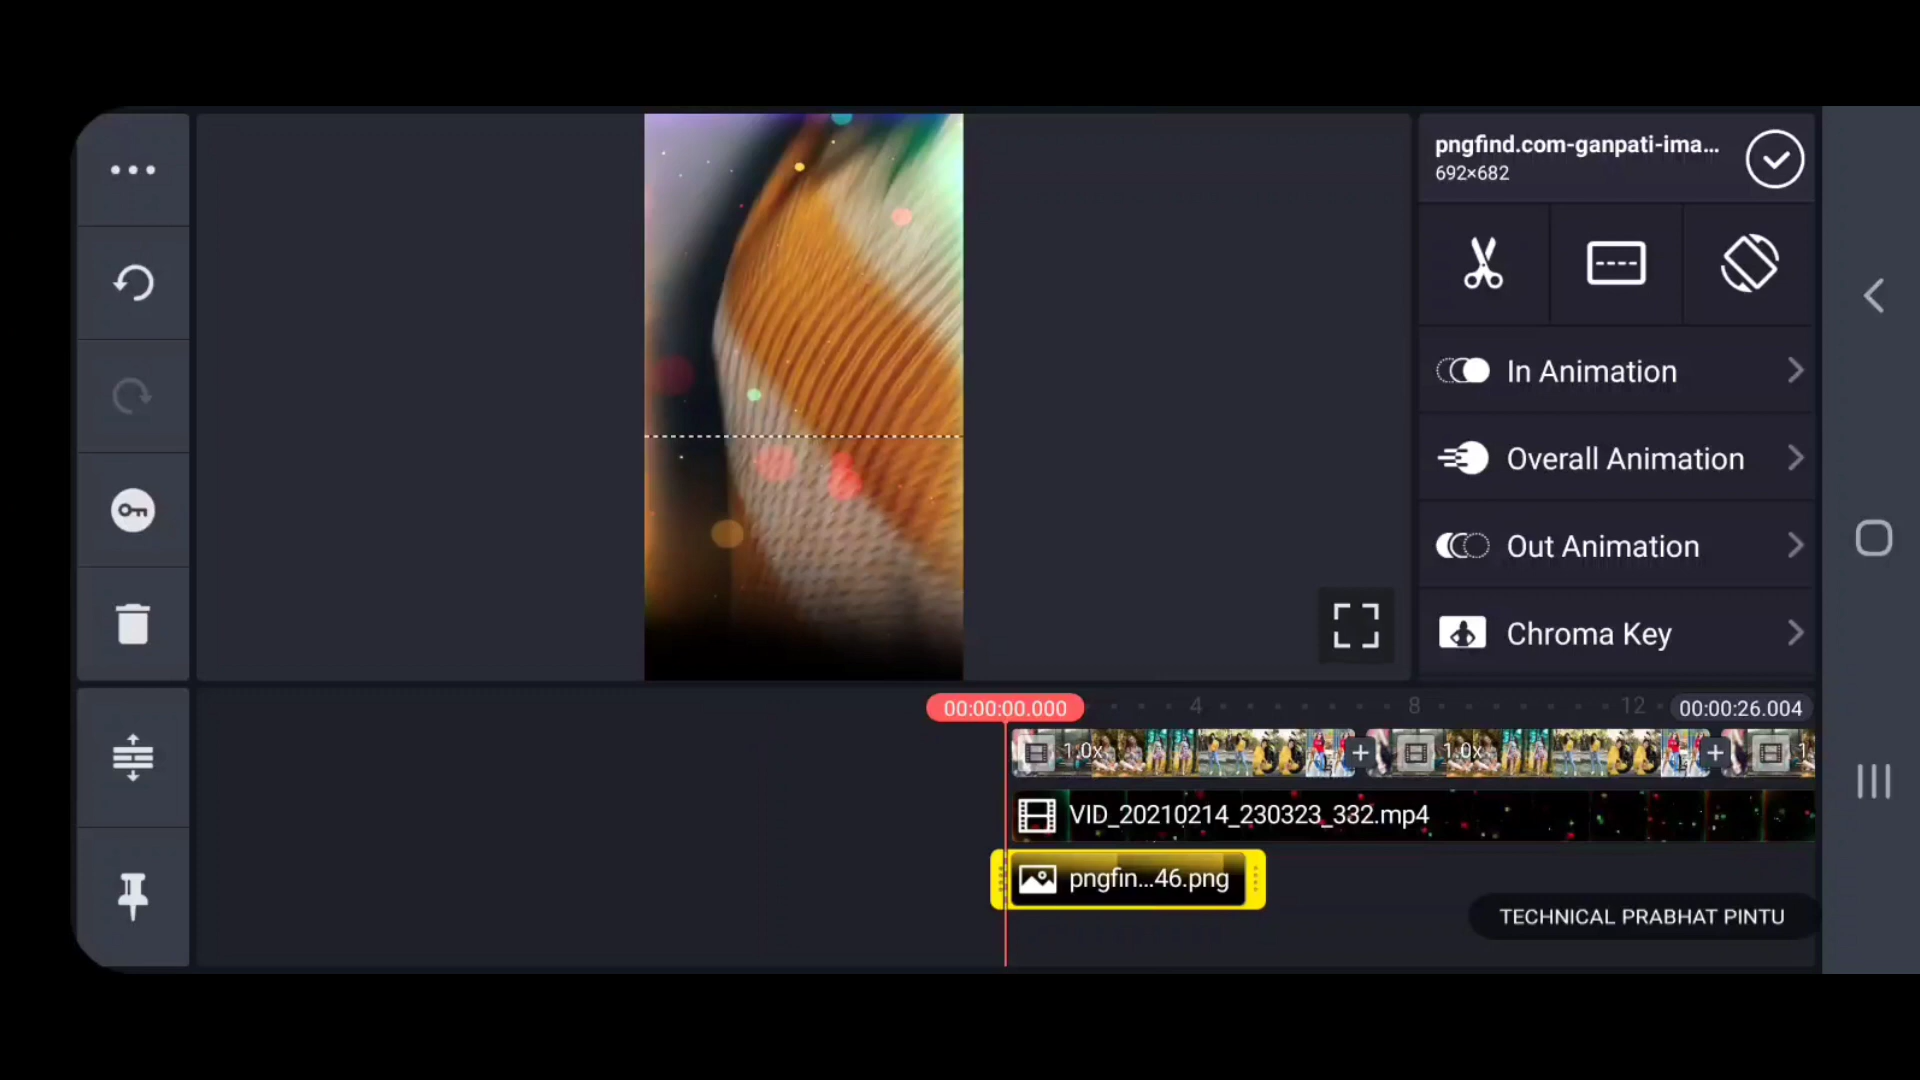 pngfind.com-ganpati-ima...
692×682
In Animation
Overall Animation
Out Animation
Chroma Key
00:00:00.000
4
8
12
00:00:26.004
1.0x
1.0x
1
VID_20210214_230323_332.mp4
pngfin...46.png
TECHNICAL PRABHAT PINTU